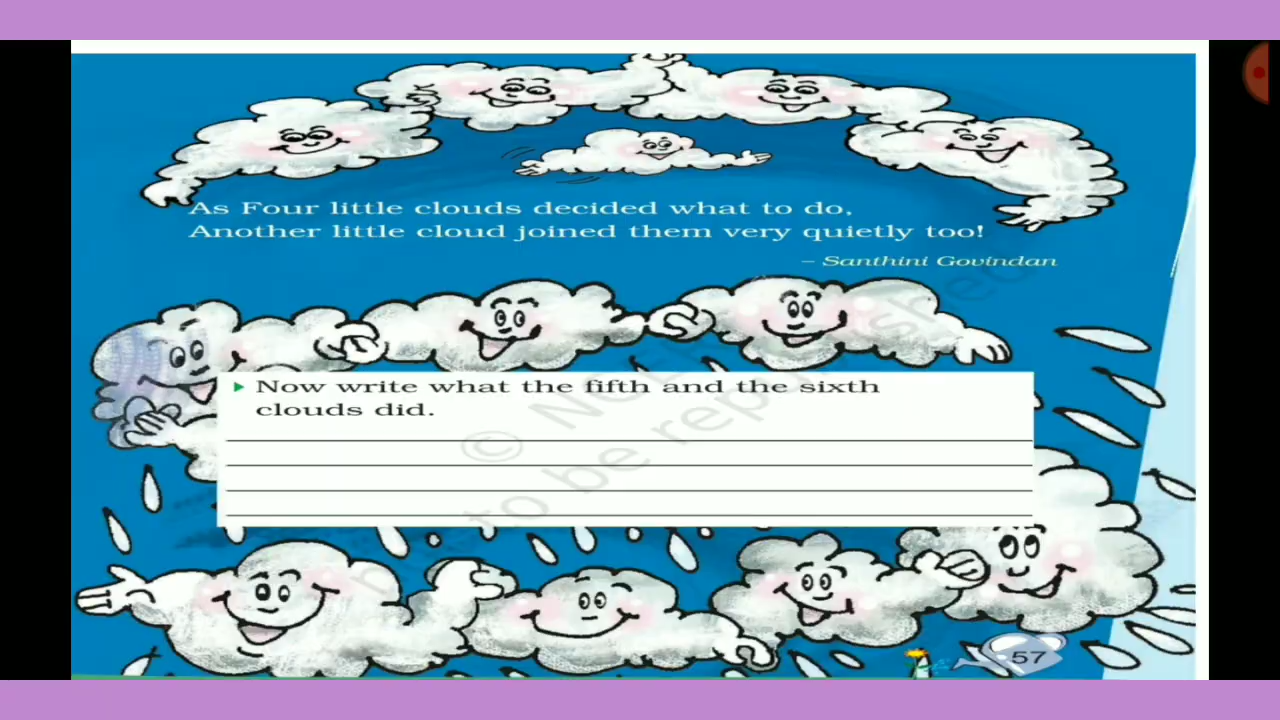 As Four little clouds decided what to do,
Another little cloud joined them very quietly too!
– Santhini Govindan
Now write what the fifth and the sixth
clouds did.
57